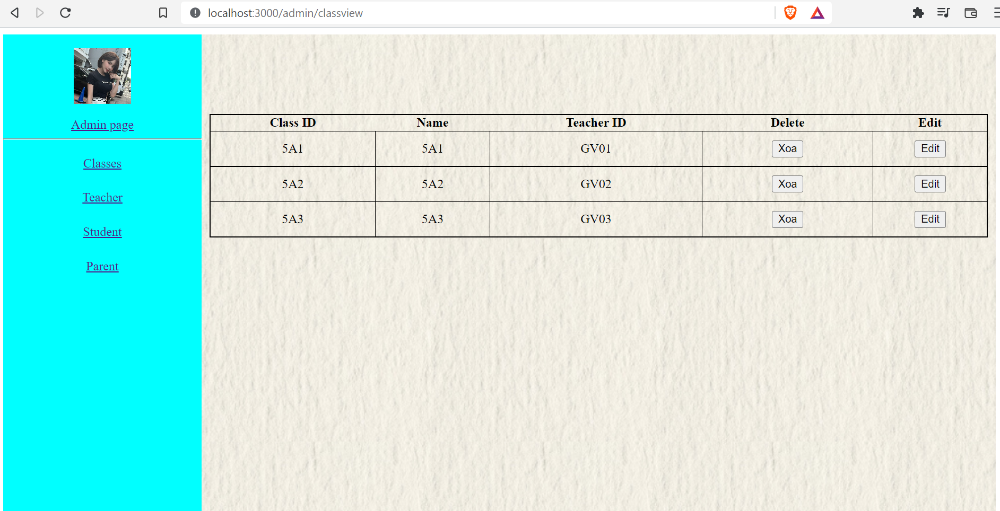 localhost:3000/admin/classview
Admin page
Classes
Teacher
Student
Parent
Class ID Name Teacher ID Delete Edit
5A1 5A1 GV01 Xoa Edit
5A2 5A2 GV02 Xoa Edit
5A3 5A3 GV03 Xoa Edit